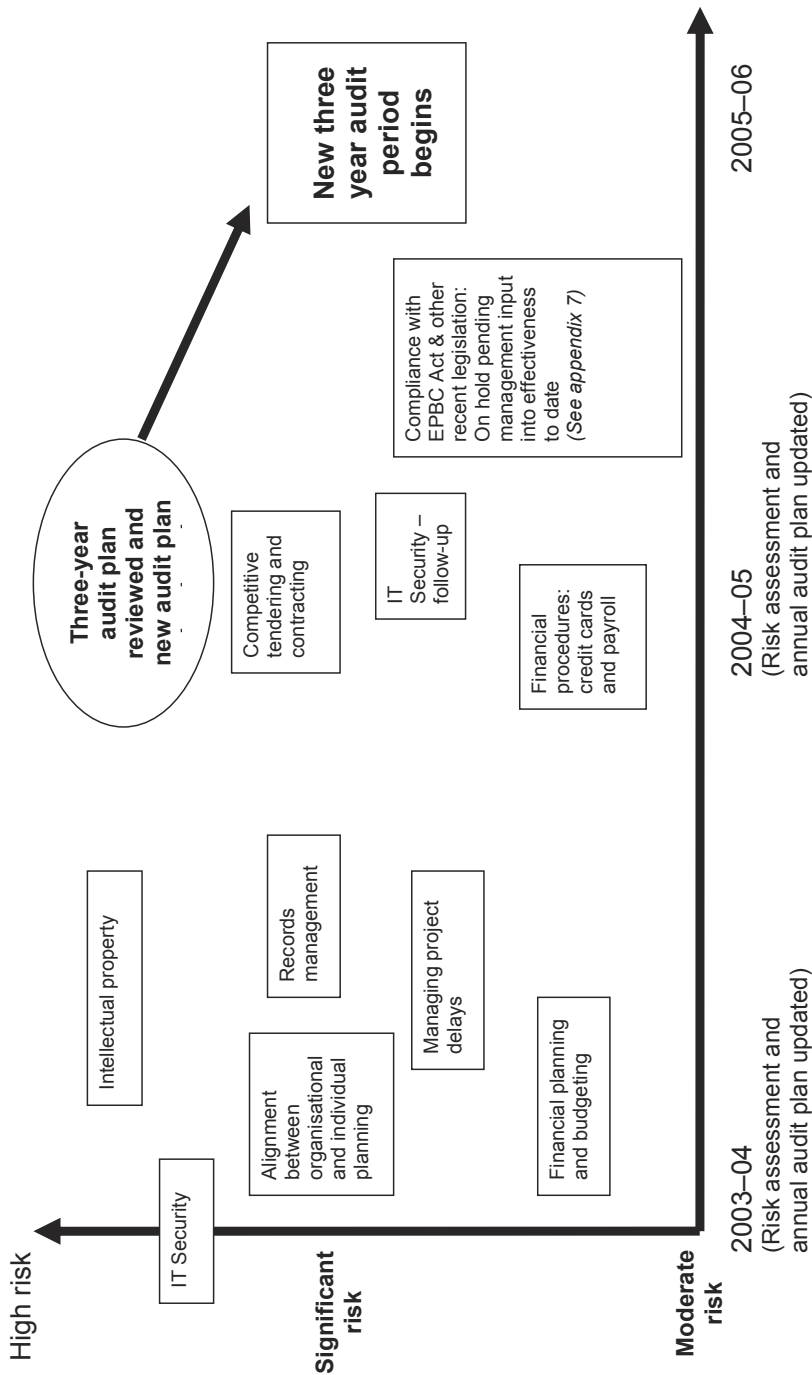 High risk
Significant
risk
Moderate
risk
IT Security
Intellectual property
Alignment
between
organisational
and individual
planning
Records
management
Managing project
delays
Financial planning
and budgeting
Three-year
audit plan
reviewed and
new audit plan
Competitive
tendering and
contracting
IT
Security –
follow-up
Financial
procedures:
credit cards
and payroll
Compliance with
EPBC Act & other
recent legislation:
On hold pending
management input
into effectiveness
to date
(See appendix 7)
New three
year audit
period
begins
2003–04
(Risk assessment and
annual audit plan updated)
2004–05
(Risk assessment and
annual audit plan updated)
2005–06